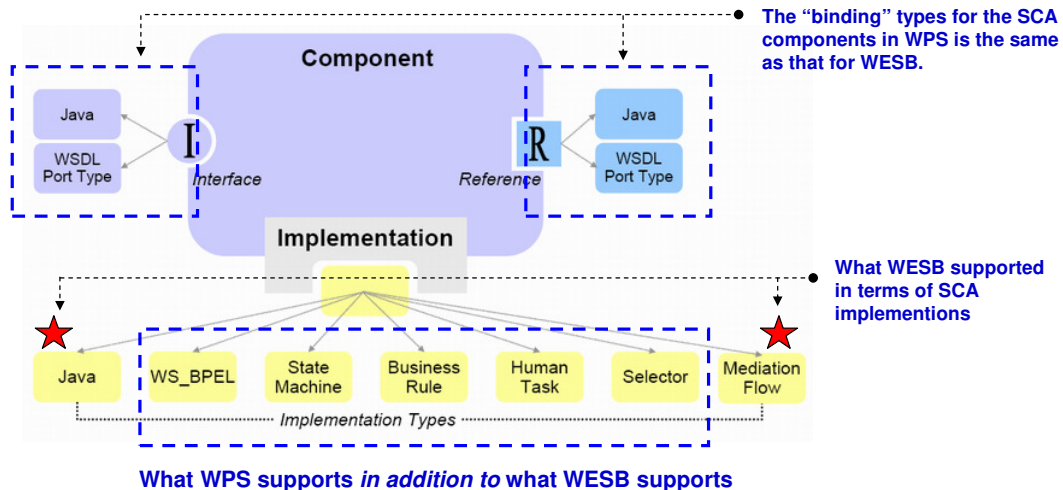 The “binding” types for the SCA
components in WPS is the same
as that for WESB.
Component
Java
WSDL
Port Type
I
Interface
R
Reference
Java
WSDL
Port Type
Implementation
What WESB supported
in terms of SCA
implementions
Java
WS_BPEL
State
Machine
Business
Rule
Human
Task
Selector
Mediation
Flow
Implementation Types
What WPS supports in addition to what WESB supports